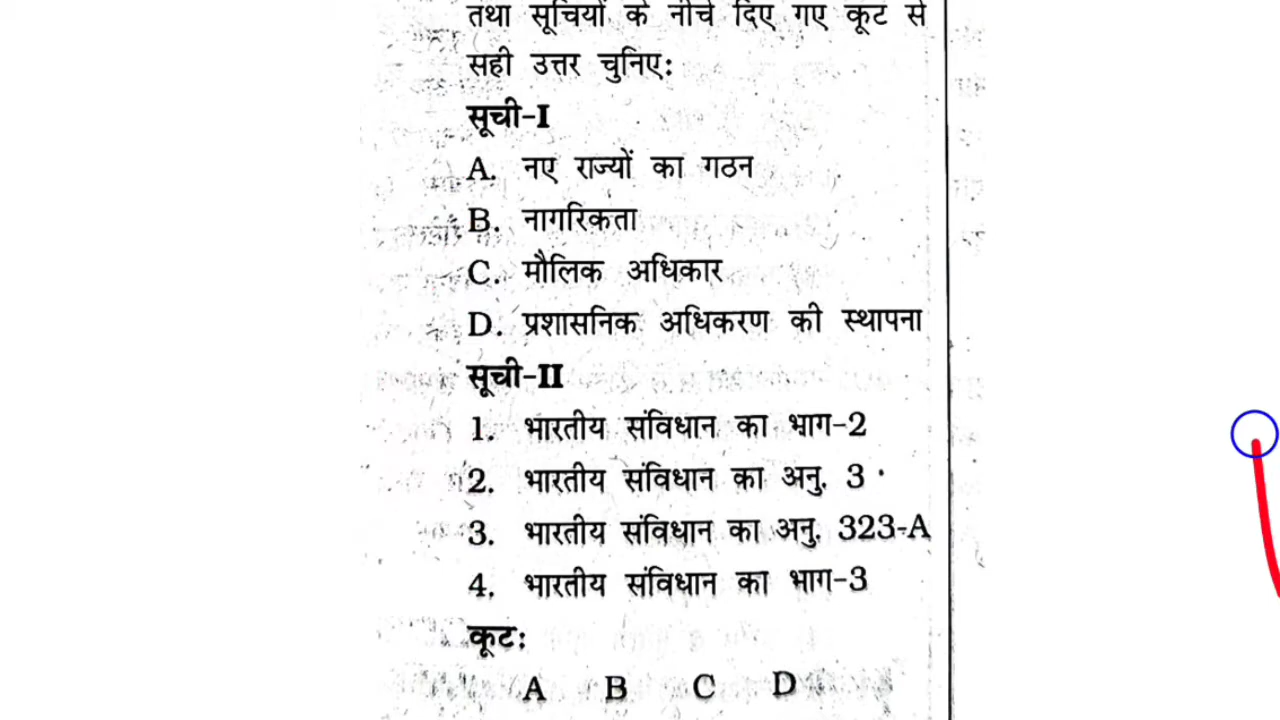 तथा सूचियों के नीचे दिए गए कूट से
सही उत्तर चुनिए:
सूची-I
A. नए राज्यों का गठन
B. नागरिकता
C. मौलिक अधिकार
D. प्रशासनिक अधिकरण की स्थापना
सूची-II
1. भारतीय संविधान का भाग-2
2. भारतीय संविधान का अनु. 3
3. भारतीय संविधान का अनु. 323-A
4. भारतीय संविधान का भाग-3
कूट:
A B C D